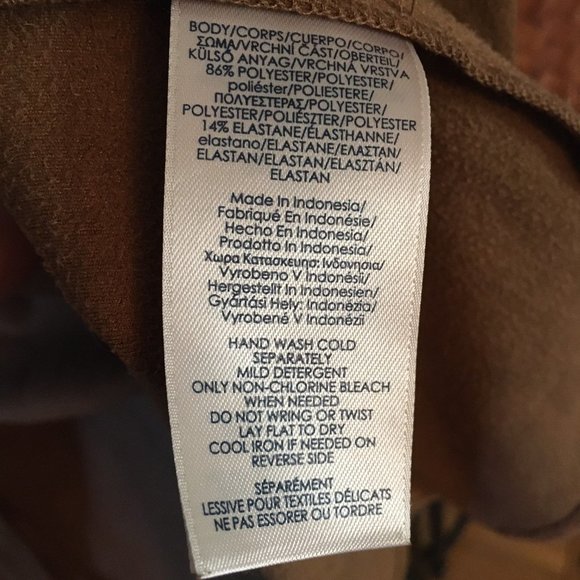 BODY/CORPS/CUERPO/CORPO/
ΣΩΜΑ/VRCHNÍ ČÁST/OBERTEIL/
KÜLSŐ ANYAG/VRCHNÁ VRSTVA
86% POLYESTER/POLYESTER/
poliéster/POLIESTERE/
ΠΟΛΥΕΣΤΕΡΑΣ/POLYESTER/
POLYESTER/POLIÉSZTER/POLYESTER
14% ELASTANE/ÉLASTHANNE/
elastano/ELASTANE/ΕΛΑΣΤΑΝ/
ELASTAN/ELASTAN/ELASZTÁN/
ELASTAN
Made In Indonesia/
Fabriqué En Indonésie/
Hecho En Indonesia/
Prodotto In Indonesia/
Χωρα Κατασκευησ: Ινδονησια/
Vyrobeno V Indonésii/
Hergestellt In Indonesien/
Gyártási Hely: Indonézia/
Vyrobené V Indonézii
HAND WASH COLD
SEPARATELY
MILD DETERGENT
ONLY NON-CHLORINE BLEACH
WHEN NEEDED
DO NOT WRING OR TWIST
LAY FLAT TO DRY
COOL IRON IF NEEDED ON
REVERSE SIDE
SÉPARÉMENT
LESSIVE POUR TEXTILES DÉLICATS
NE PAS ESSORER OU TORDRE